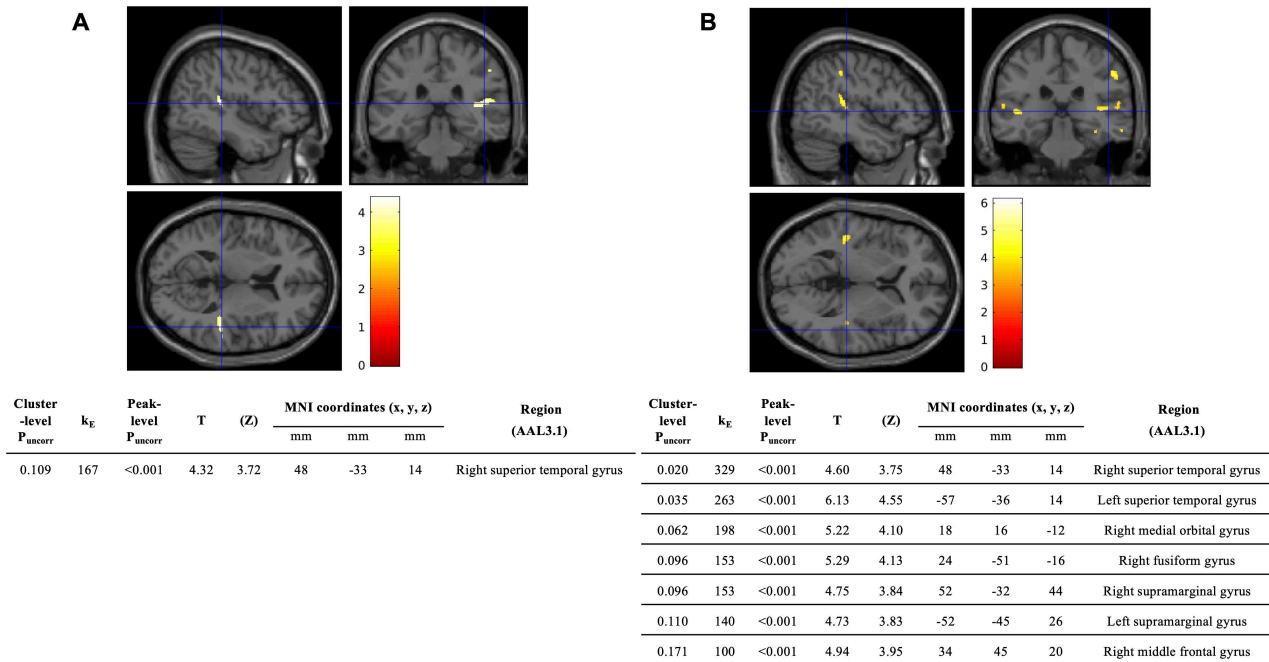 A
4
3
2
1
0
Cluster
-level
Puncorr
kE
Peak-
level
Puncorr
T
(Z)
MNI coordinates (x, y, z)
mm mm mm
Region
(AAL3.1)
0.109 167 <0.001 4.32 3.72 48 -33 14 Right superior temporal gyrus
B
6
5
4
3
2
1
0
Cluster-
level
Puncorr
kE
Peak-
level
Puncorr
T
(Z)
MNI coordinates (x, y, z)
mm mm mm
Region
(AAL3.1)
0.020 329 <0.001 4.60 3.75 48 -33 14 Right superior temporal gyrus
0.035 263 <0.001 6.13 4.55 -57 -36 14 Left superior temporal gyrus
0.062 198 <0.001 5.22 4.10 18 16 -12 Right medial orbital gyrus
0.096 153 <0.001 5.29 4.13 24 -51 -16 Right fusiform gyrus
0.096 153 <0.001 4.75 3.84 52 -32 44 Right supramarginal gyrus
0.110 140 <0.001 4.73 3.83 -52 -45 26 Left supramarginal gyrus
0.171 100 <0.001 4.94 3.95 34 45 20 Right middle frontal gyrus